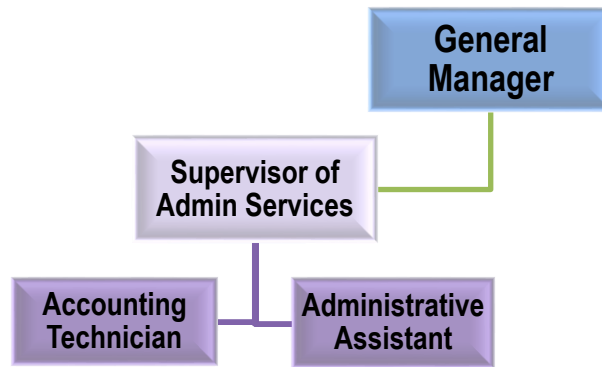 General
Manager
Supervisor of
Admin Services
Accounting
Technician
Administrative
Assistant